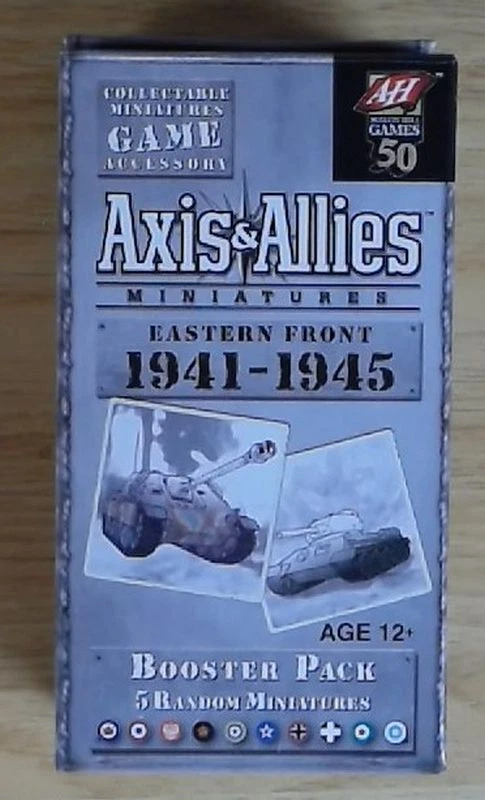 COLLECTABLE
MINIATURES
GAME
ACCESSORY
AH
GAMES
50
Axis & Allies™
MINIATURES
EASTERN FRONT
1941-1945
AGE 12+
BOOSTER PACK
5 RANDOM MINIATURES